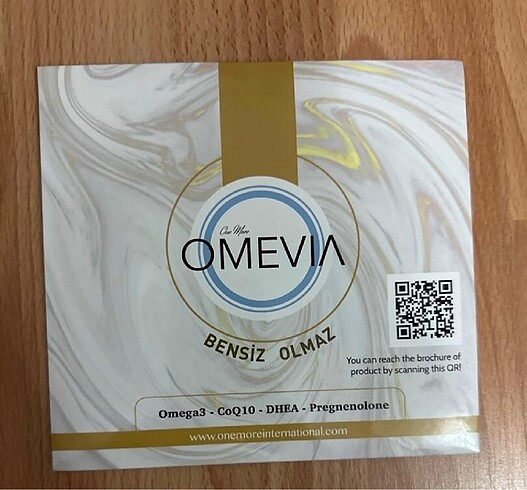 One More
OMEVIA
BENSİZ OLMAZ
You can reach the brochure of
product by scanning this QR!
Omega3 - CoQ10 - DHEA - Pregnenolone
www.onemoreinternational.com